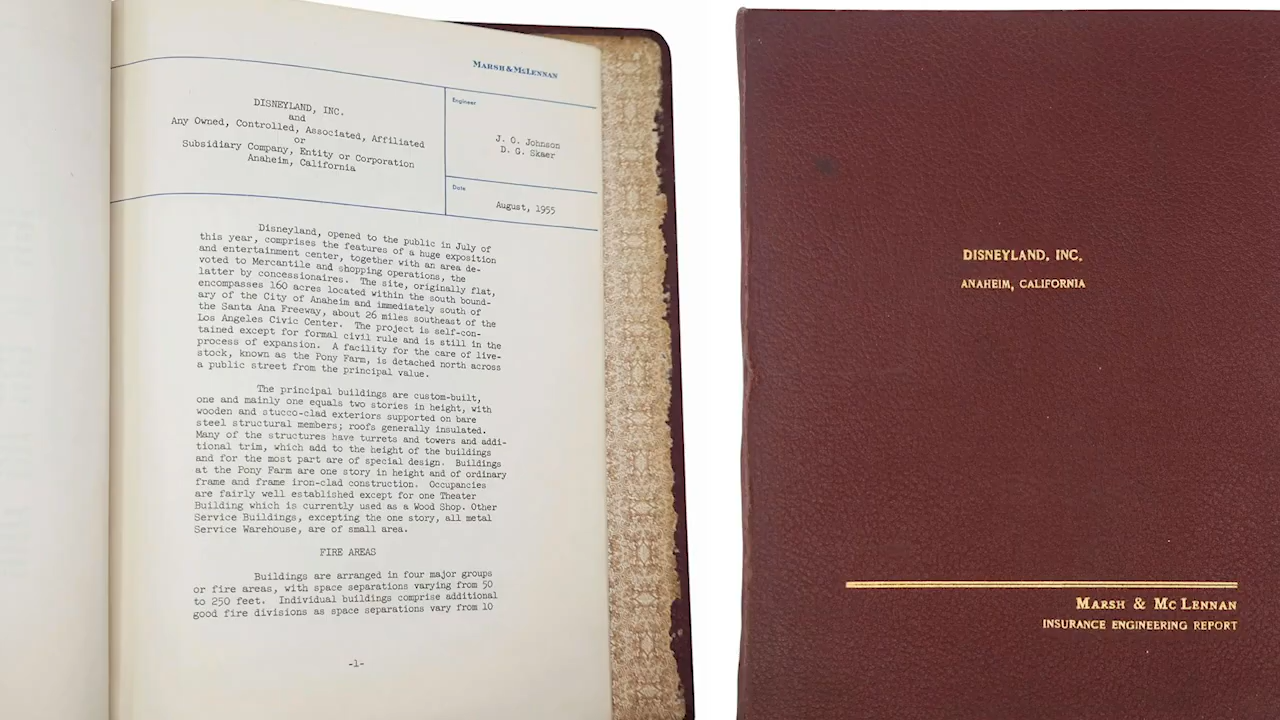 MARSH & MCLENNAN
DISNEYLAND, INC.
and
Any Owned, Controlled, Associated, Affiliated
or
Subsidiary Company, Entity or Corporation
Anaheim, California
Engineer
J. O. Johnson
D. G. Skaer
Date
August, 1955
Disneyland, opened to the public in July of
this year, comprises the features of a huge exposition
and entertainment center, together with an area de-
voted to Mercantile and shopping operations, the
latter by concessionaires. The site, originally flat,
encompasses 160 acres located within the south bound-
ary of the City of Anaheim and immediately south of
the Santa Ana Freeway, about 26 miles southeast of the
Los Angeles Civic Center. The project is self-con-
tained except for formal civil rule and is still in the
process of expansion. A facility for the care of live-
stock, known as the Pony Farm, is detached north across
a public street from the principal value.
The principal buildings are custom-built,
one and mainly one equals two stories in height, with
wooden and stucco-clad exteriors supported on bare
steel structural members; roofs generally insulated.
Many of the structures have turrets and towers and addi-
tional trim, which add to the height of the buildings
and for the most part are of special design. Buildings
at the Pony Farm are one story in height and of ordinary
frame and frame iron-clad construction. Occupancies
are fairly well established except for one Theater
Building which is currently used as a Wood Shop. Other
Service Buildings, excepting the one story, all metal
Service Warehouse, are of small area.
FIRE AREAS
Buildings are arranged in four major groups
or fire areas, with space separations varying from 50
to 250 feet. Individual buildings comprise additional
good fire divisions as space separations vary from 10
-1-
DISNEYLAND, INC.
ANAHEIM, CALIFORNIA
MARSH & MC LENNAN
INSURANCE ENGINEERING REPORT